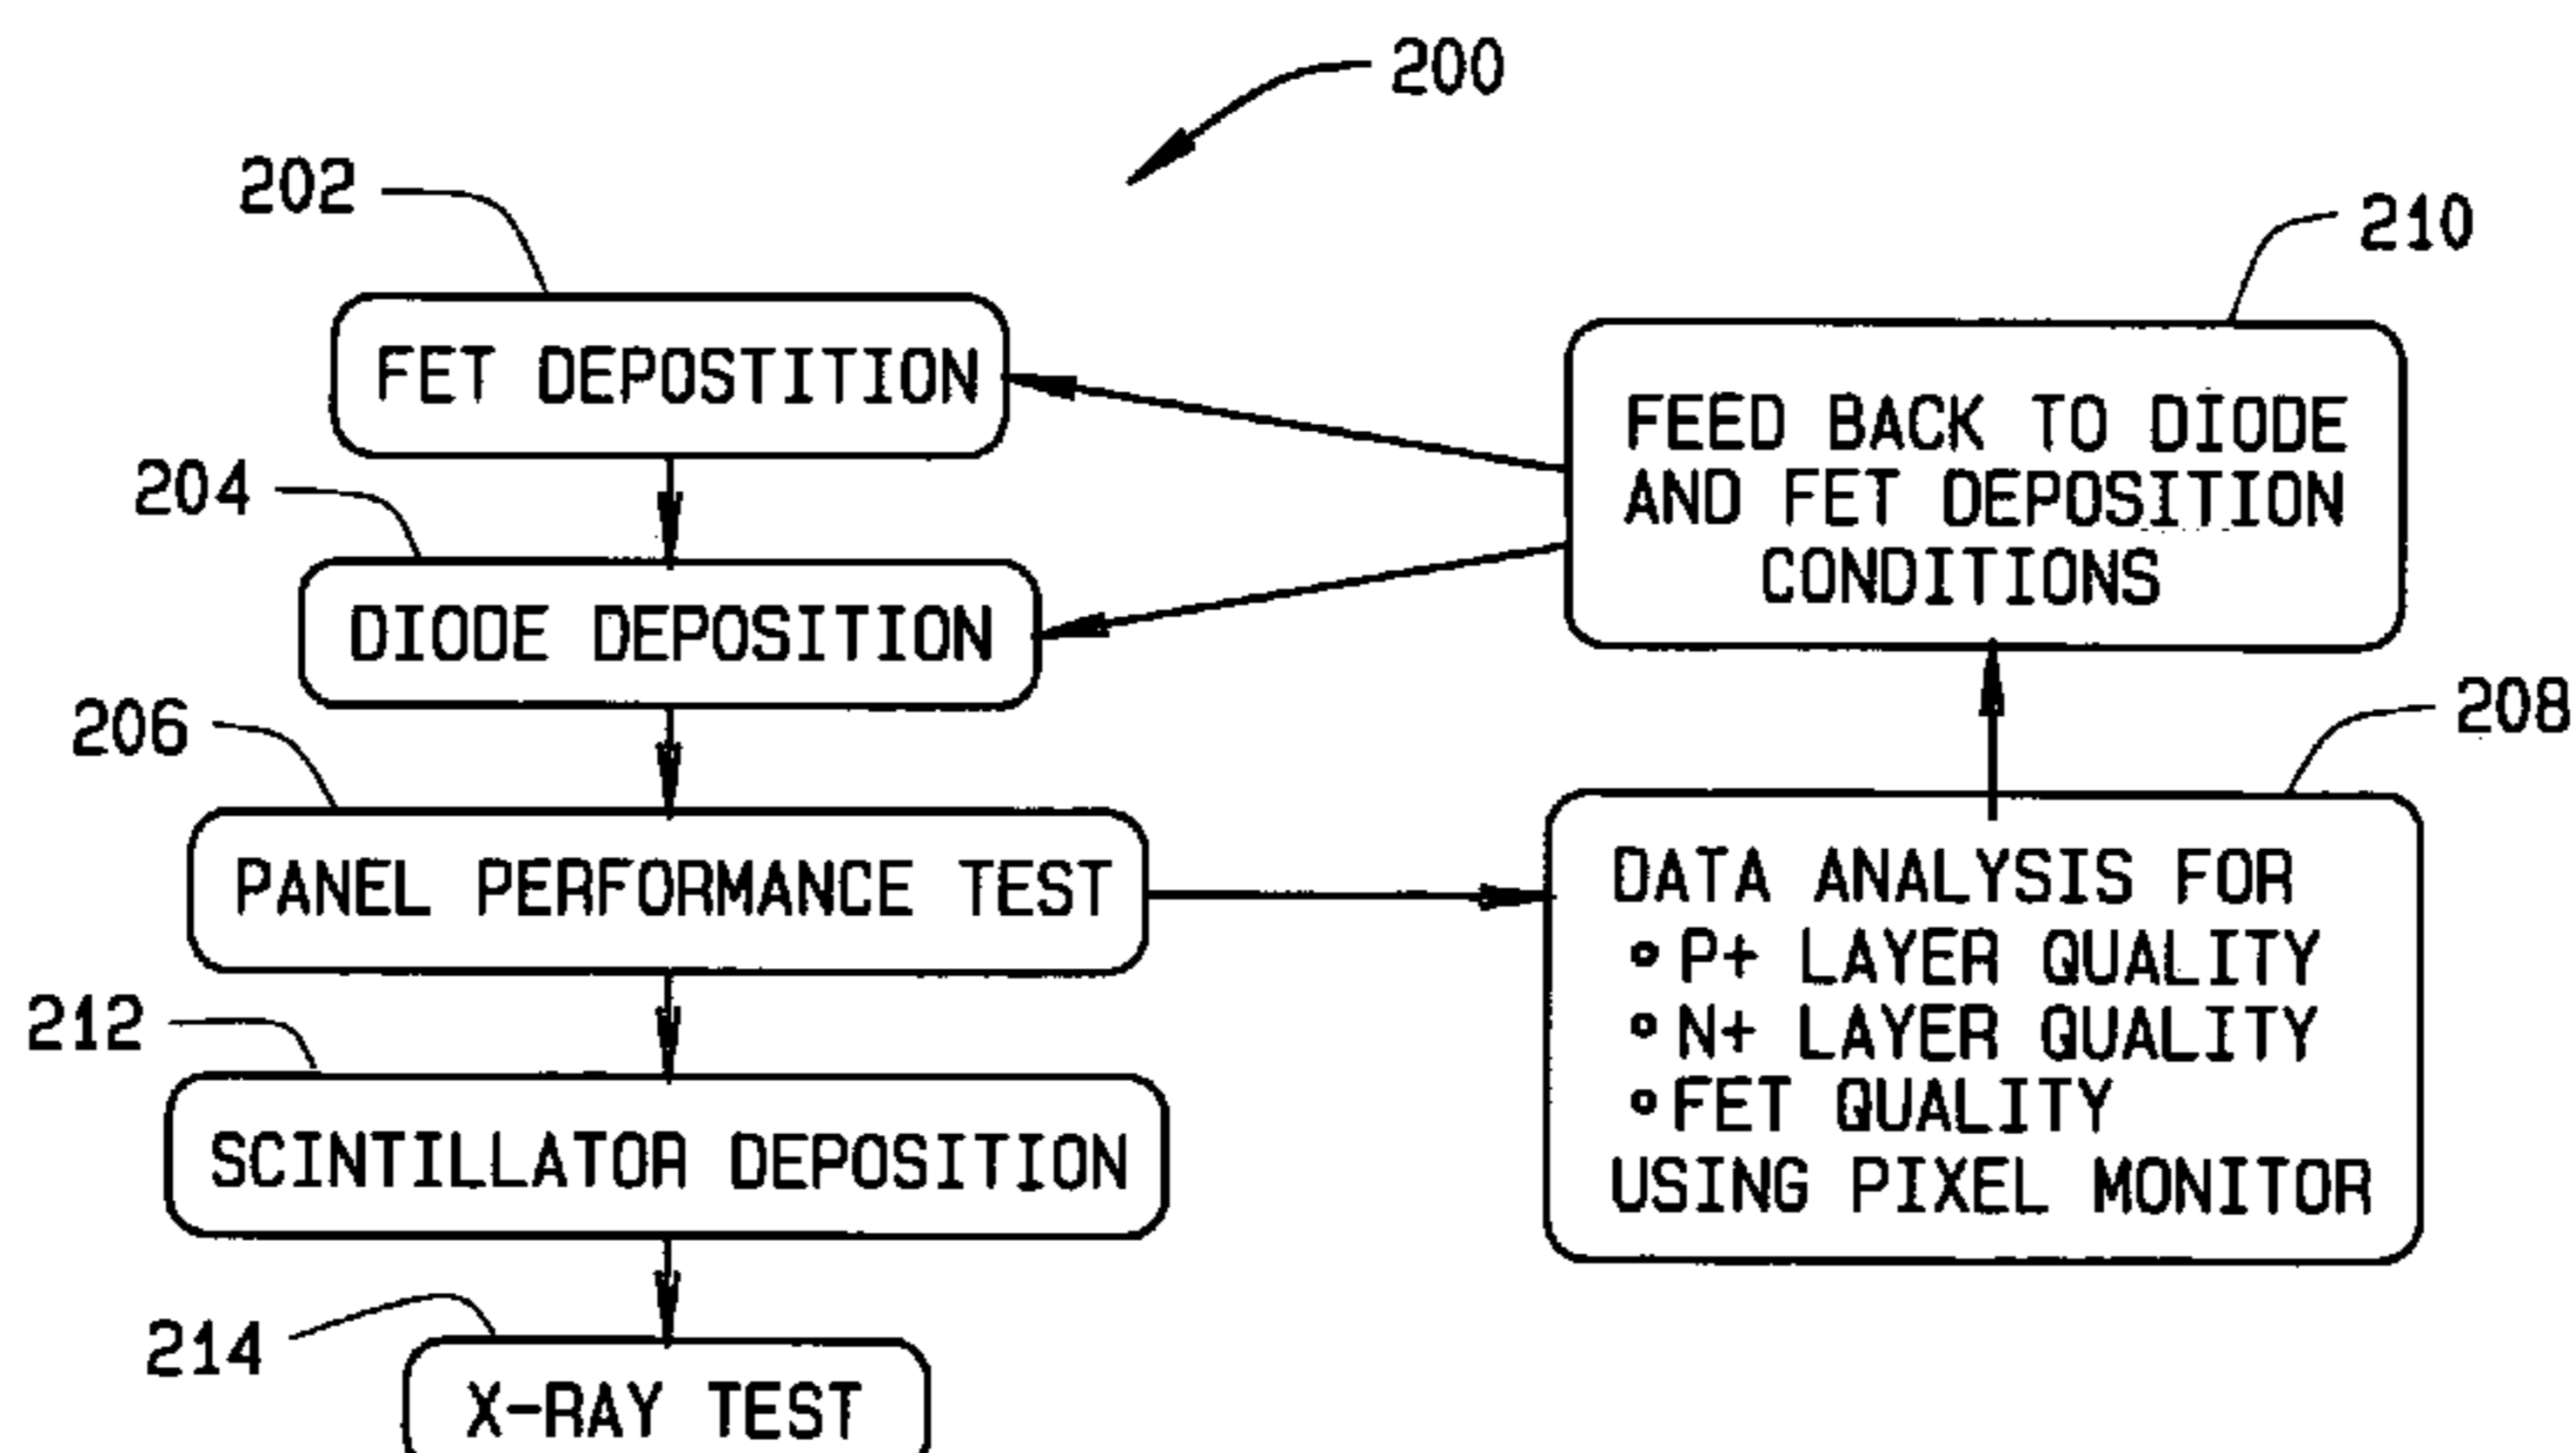 200
202
FET DEPOSTITION
204
DIODE DEPOSITION
206
PANEL PERFORMANCE TEST
212
SCINTILLATOR DEPOSITION
214
X-RAY TEST
210
FEED BACK TO DIODE
AND FET DEPOSITION
CONDITIONS
208
DATA ANALYSIS FOR
∘ P+ LAYER QUALITY
∘ N+ LAYER QUALITY
∘ FET QUALITY
USING PIXEL MONITOR